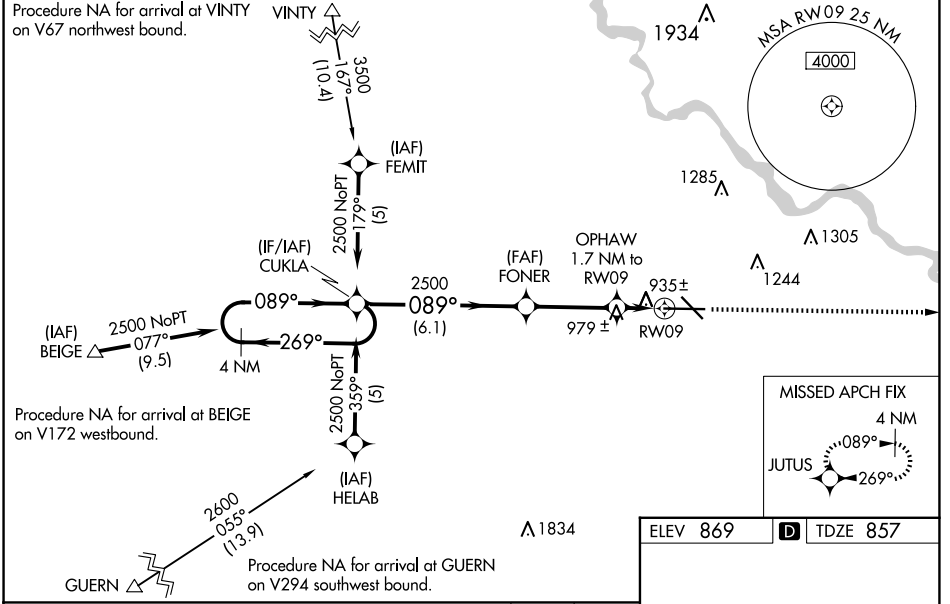 Procedure NA for arrival at VINTY
on V67 northwest bound.
VINTY
3500
167°
(10.4)
1934
MSA RW09 25 NM
4000
(IAF)
FEMIT
2500 NoPT
179°
(5)
1285
(IF/IAF)
CUKLA
(FAF)
FONER
OPHAW
1.7 NM to
RW09
1305
1244
935±
979 ±
RW09
2500
089°
(6.1)
089°
269°
4 NM
(IAF)
BEIGE
2500 NoPT
077°
(9.5)
2500 NoPT
359°
(5)
(IAF)
HELAB
Procedure NA for arrival at BEIGE
on V172 westbound.
MISSED APCH FIX
4 NM
089°
JUTUS
269°
2600
055°
(13.9)
1834
GUERN
Procedure NA for arrival at GUERN
on V294 southwest bound.
ELEV 869
D
TDZE 857